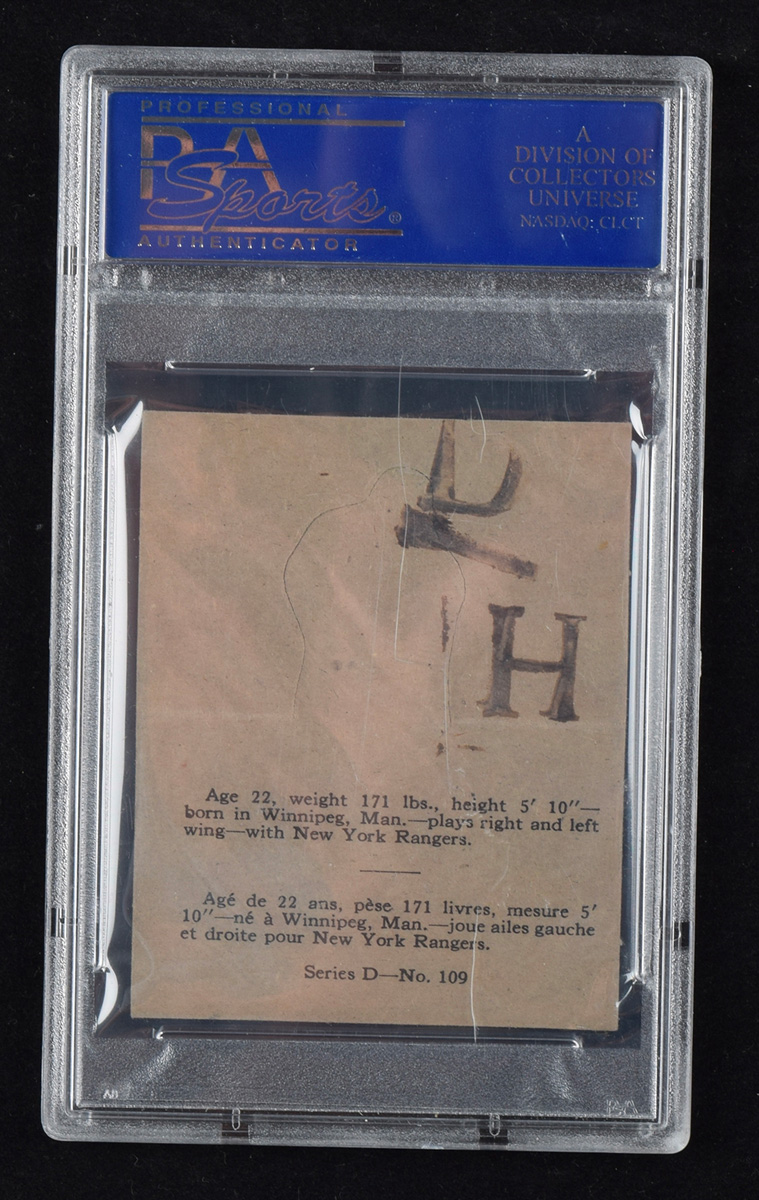 PROFESSIONAL
PSA
Sports®
AUTHENTICATOR
A
DIVISION OF
COLLECTORS
UNIVERSE
NASDAQ: CLCT
H
Age 22, weight 171 lbs., height 5′ 10″—
born in Winnipeg, Man.—plays right and left
wing—with New York Rangers.
Agé de 22 ans, pèse 171 livres, mesure 5′
10″—né à Winnipeg, Man.—joue ailes gauche
et droite pour New York Rangers.
Series D—No. 109